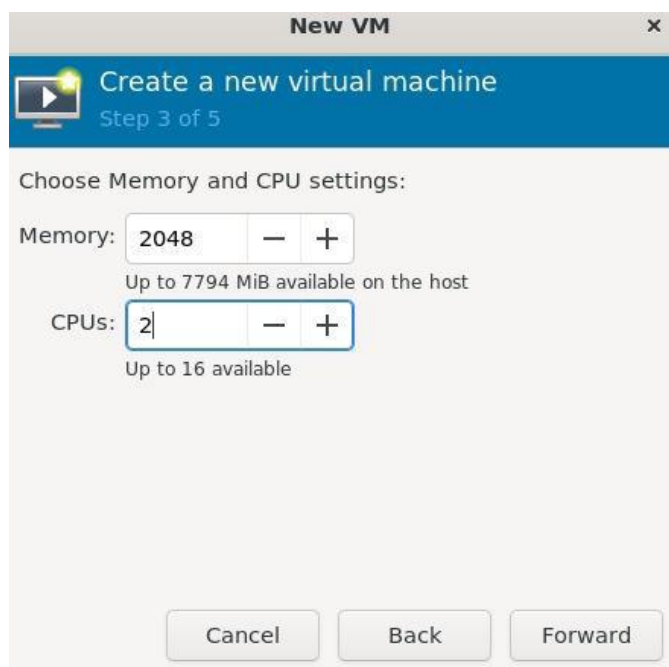 New VM
Create a new virtual machine
Step 3 of 5
Choose Memory and CPU settings:
Memory: 2048
Up to 7794 MiB available on the host
CPUs: 2
Up to 16 available
Cancel Back Forward